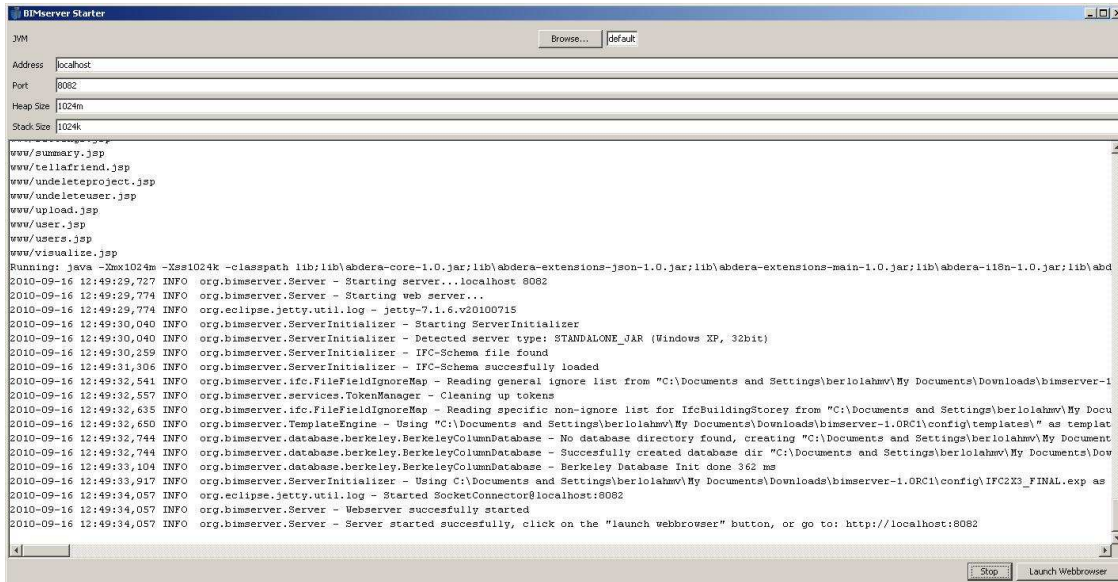 BIMserver Starter
JVM
Browse...
default
Address
localhost
Port
8082
Heap Size
1024m
Stack Size
1024k
www/summary.jsp
www/tellafriend.jsp
www/undeleteproject.jsp
www/undeleteuser.jsp
www/upload.jsp
www/user.jsp
www/users.jsp
www/visualize.jsp
Running: java -Xmx1024m -Xss1024k -classpath lib;lib\abdera-core-1.0.jar;lib\abdera-extensions-json-1.0.jar;lib\abdera-extensions-main-1.0.jar;lib\abdera-i18n-1.0.jar;lib\abd
2010-09-16 12:49:29,727 INFO  org.bimserver.Server - Starting server...localhost 8082
2010-09-16 12:49:29,774 INFO  org.bimserver.Server - Starting web server...
2010-09-16 12:49:29,774 INFO  org.eclipse.jetty.util.log - jetty-7.1.6.v20100715
2010-09-16 12:49:30,040 INFO  org.bimserver.ServerInitializer - Starting ServerInitializer
2010-09-16 12:49:30,040 INFO  org.bimserver.ServerInitializer - Detected server type: STANDALONE_JAR (Windows XP, 32bit)
2010-09-16 12:49:30,259 INFO  org.bimserver.ServerInitializer - IFC-Schema file found
2010-09-16 12:49:31,306 INFO  org.bimserver.ServerInitializer - IFC-Schema succesfully loaded
2010-09-16 12:49:32,541 INFO  org.bimserver.ifc.FileFieldIgnoreMap - Reading general ignore list from "C:\Documents and Settings\berlolahmv\My Documents\Downloads\bimserver-1
2010-09-16 12:49:32,557 INFO  org.bimserver.services.TokenManager - Cleaning up tokens
2010-09-16 12:49:32,635 INFO  org.bimserver.ifc.FileFieldIgnoreMap - Reading specific non-ignore list for IfcBuildingStorey from "C:\Documents and Settings\berlolahmv\My Docu
2010-09-16 12:49:32,650 INFO  org.bimserver.TemplateEngine - Using "C:\Documents and Settings\berlolahmv\My Documents\Downloads\bimserver-1.0RC1\config\templates\" as templat
2010-09-16 12:49:32,744 INFO  org.bimserver.database.berkeley.BerkeleyColumnDatabase - No database directory found, creating "C:\Documents and Settings\berlolahmv\My Document
2010-09-16 12:49:32,744 INFO  org.bimserver.database.berkeley.BerkeleyColumnDatabase - Succesfully created database dir "C:\Documents and Settings\berlolahmv\My Documents\Dow
2010-09-16 12:49:33,104 INFO  org.bimserver.database.berkeley.BerkeleyColumnDatabase - Berkeley Database Init done 362 ms
2010-09-16 12:49:33,917 INFO  org.bimserver.ServerInitializer - Using C:\Documents and Settings\berlolahmv\My Documents\Downloads\bimserver-1.0RC1\config\IFC2X3_FINAL.exp as
2010-09-16 12:49:34,057 INFO  org.eclipse.jetty.util.log - Started SocketConnector@localhost:8082
2010-09-16 12:49:34,057 INFO  org.bimserver.Server - Webserver succesfully started
2010-09-16 12:49:34,057 INFO  org.bimserver.Server - Server started succesfully, click on the "launch webbrowser" button, or go to: http://localhost:8082
Stop
Launch Webbrowser